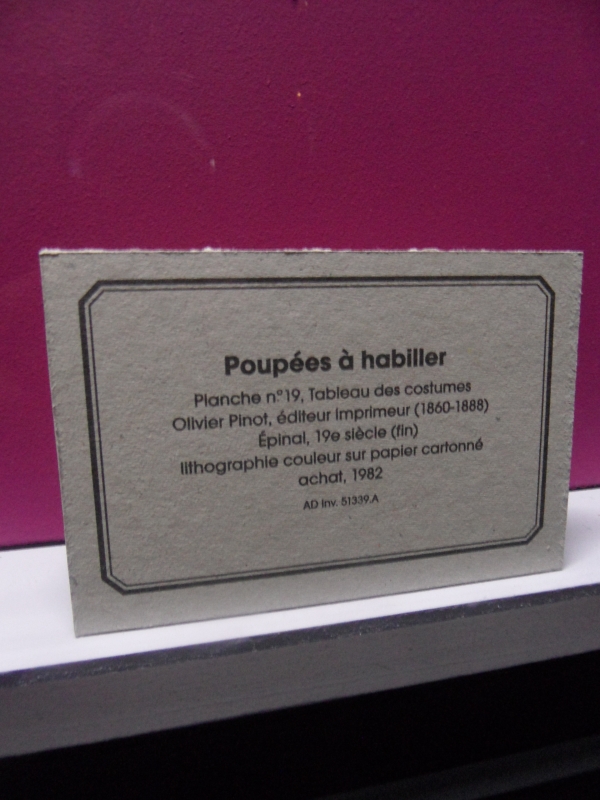 Poupées à habiller
Planche n°19, Tableau des costumes
Olivier Pinot, éditeur imprimeur (1860-1888)
Épinal, 19e siècle (fin)
lithographie couleur sur papier cartonné
achat, 1982
AD Inv. 51339.A